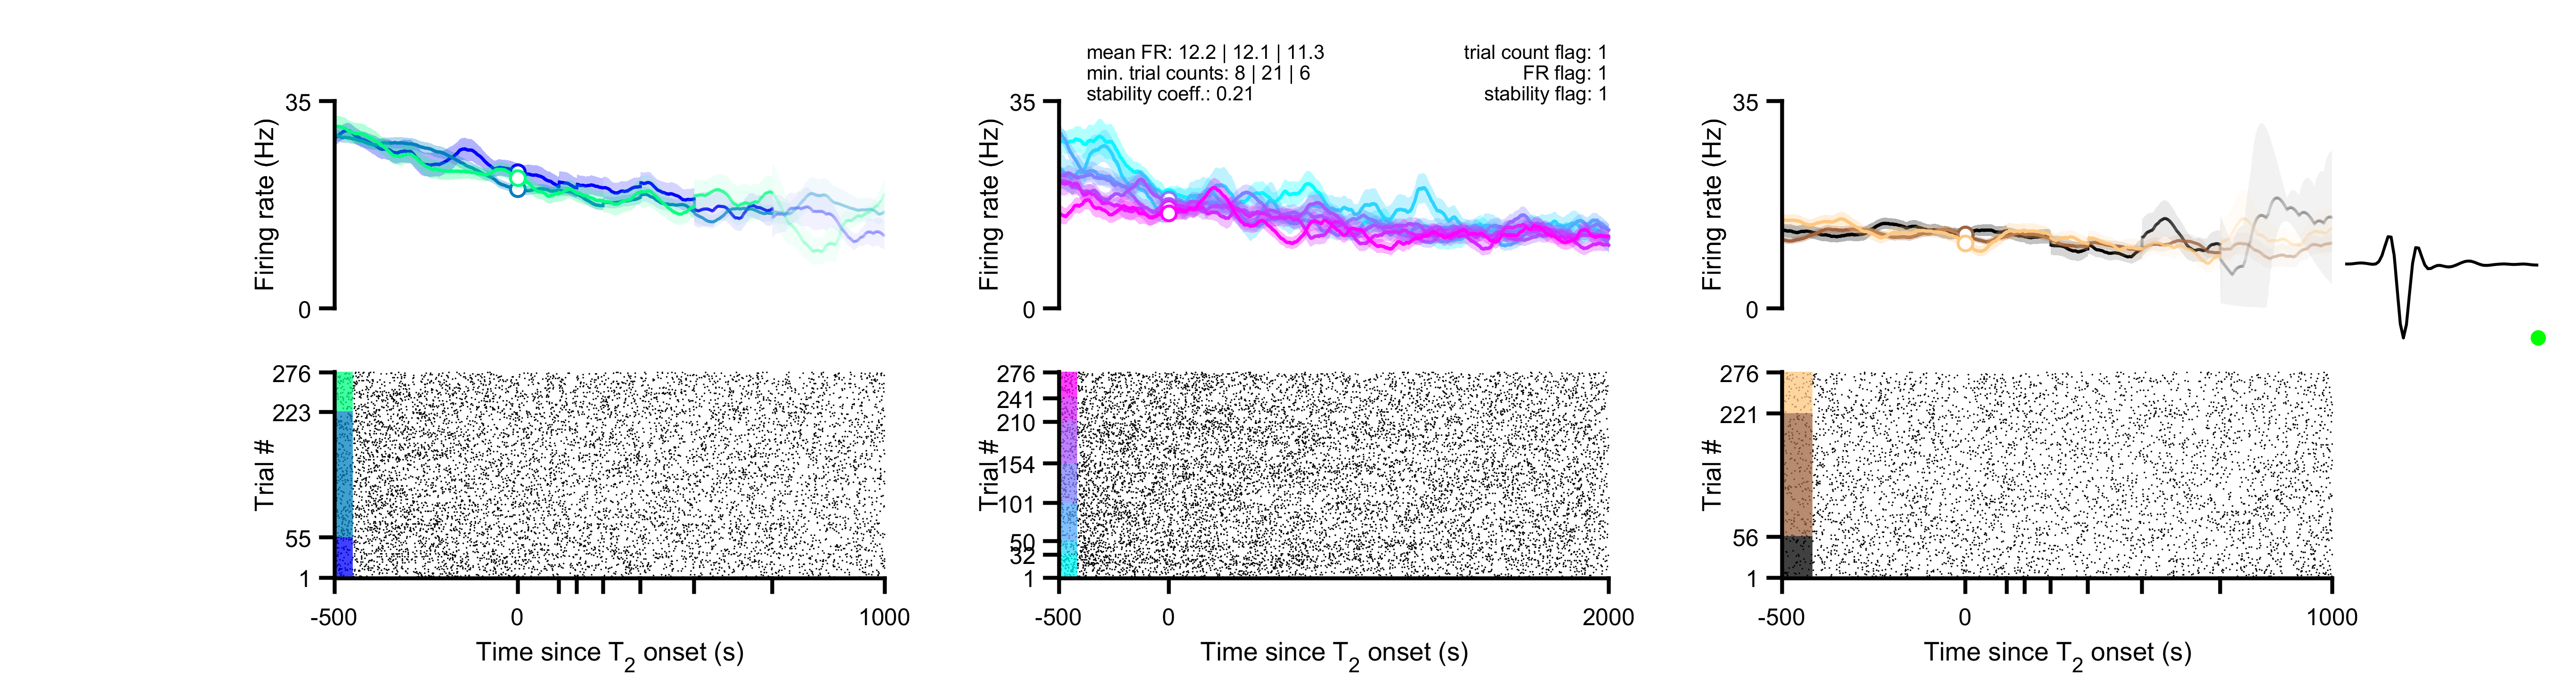 mean FR: 12.2 | 12.1 | 11.3
min. trial counts: 8 | 21 | 6
stability coeff.: 0.21
trial count flag: 1
FR flag: 1
stability flag: 1
35
Firing rate (Hz)
0
276
223
Trial #
55
1
-500
0
1000
Time since T2 onset (s)
35
Firing rate (Hz)
0
276
241
210
Trial #
154
101
50
32
1
-500
0
2000
Time since T2 onset (s)
35
Firing rate (Hz)
0
276
221
Trial #
56
1
-500
0
1000
Time since T2 onset (s)